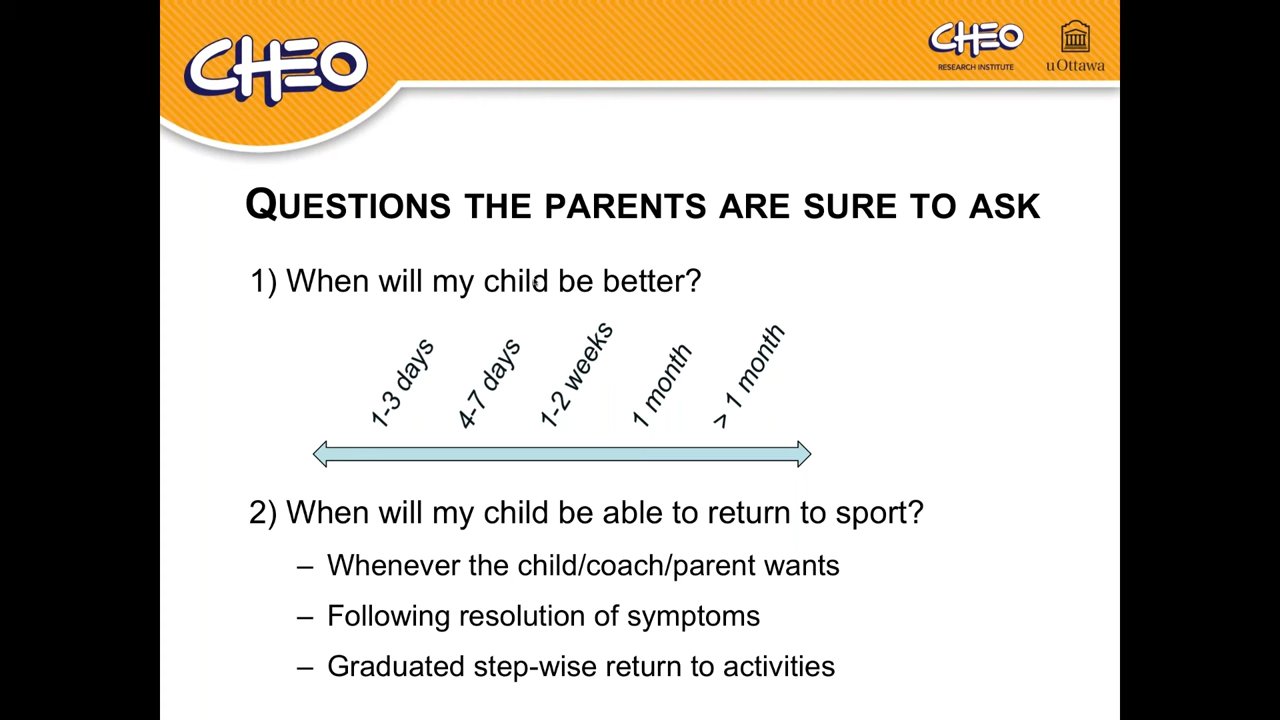 CHEO
CHEO
RESEARCH INSTITUTE
uOttawa
QUESTIONS THE PARENTS ARE SURE TO ASK
1) When will my child be better?
1-3 days
4-7 days
1-2 weeks
1 month
> 1 month
2) When will my child be able to return to sport?
– Whenever the child/coach/parent wants
– Following resolution of symptoms
– Graduated step-wise return to activities